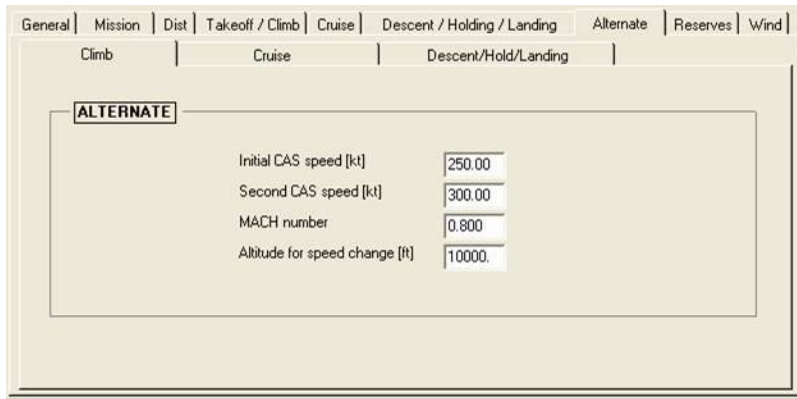 General Mission Dist Takeoff / Climb Cruise Descent / Holding / Landing Alternate Reserves Wind
Climb Cruise Descent/Hold/Landing
ALTERNATE
Initial CAS speed [kt] 250.00
Second CAS speed [kt] 300.00
MACH number 0.800
Altitude for speed change [ft] 10000.